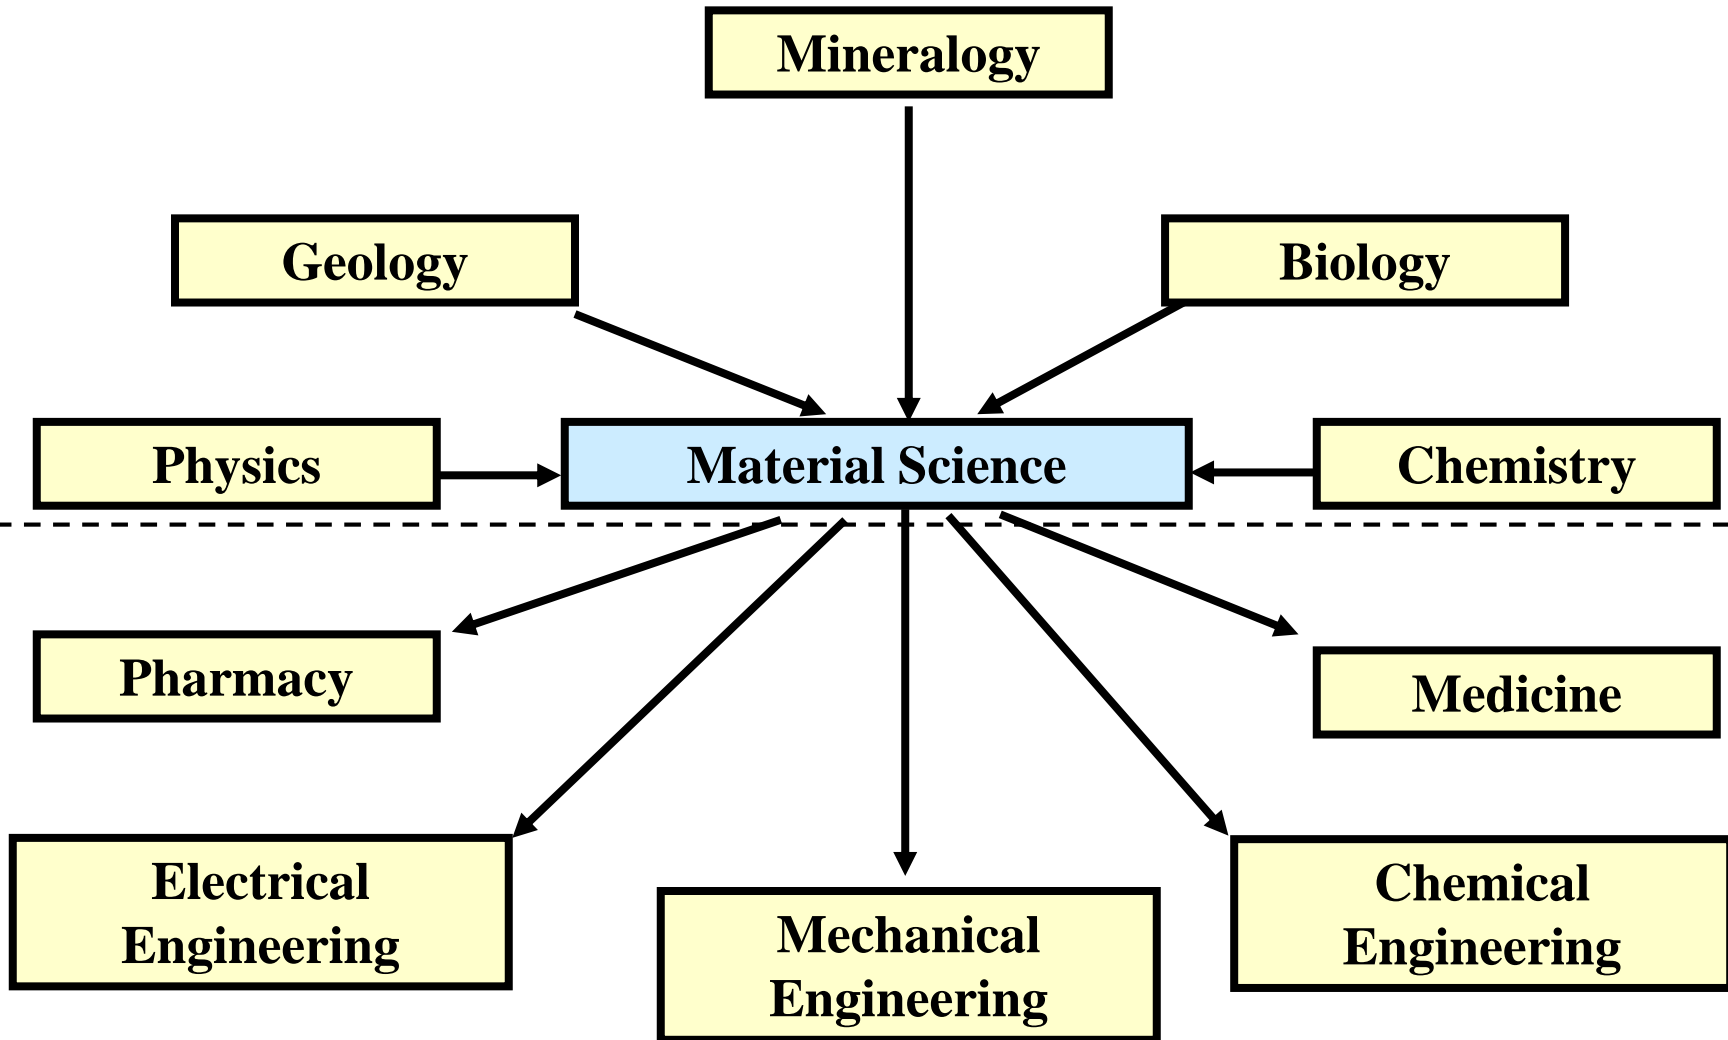 Mineralogy
Geology
Biology
Physics
Material Science
Chemistry
Pharmacy
Medicine
Electrical
Engineering
Mechanical
Engineering
Chemical
Engineering